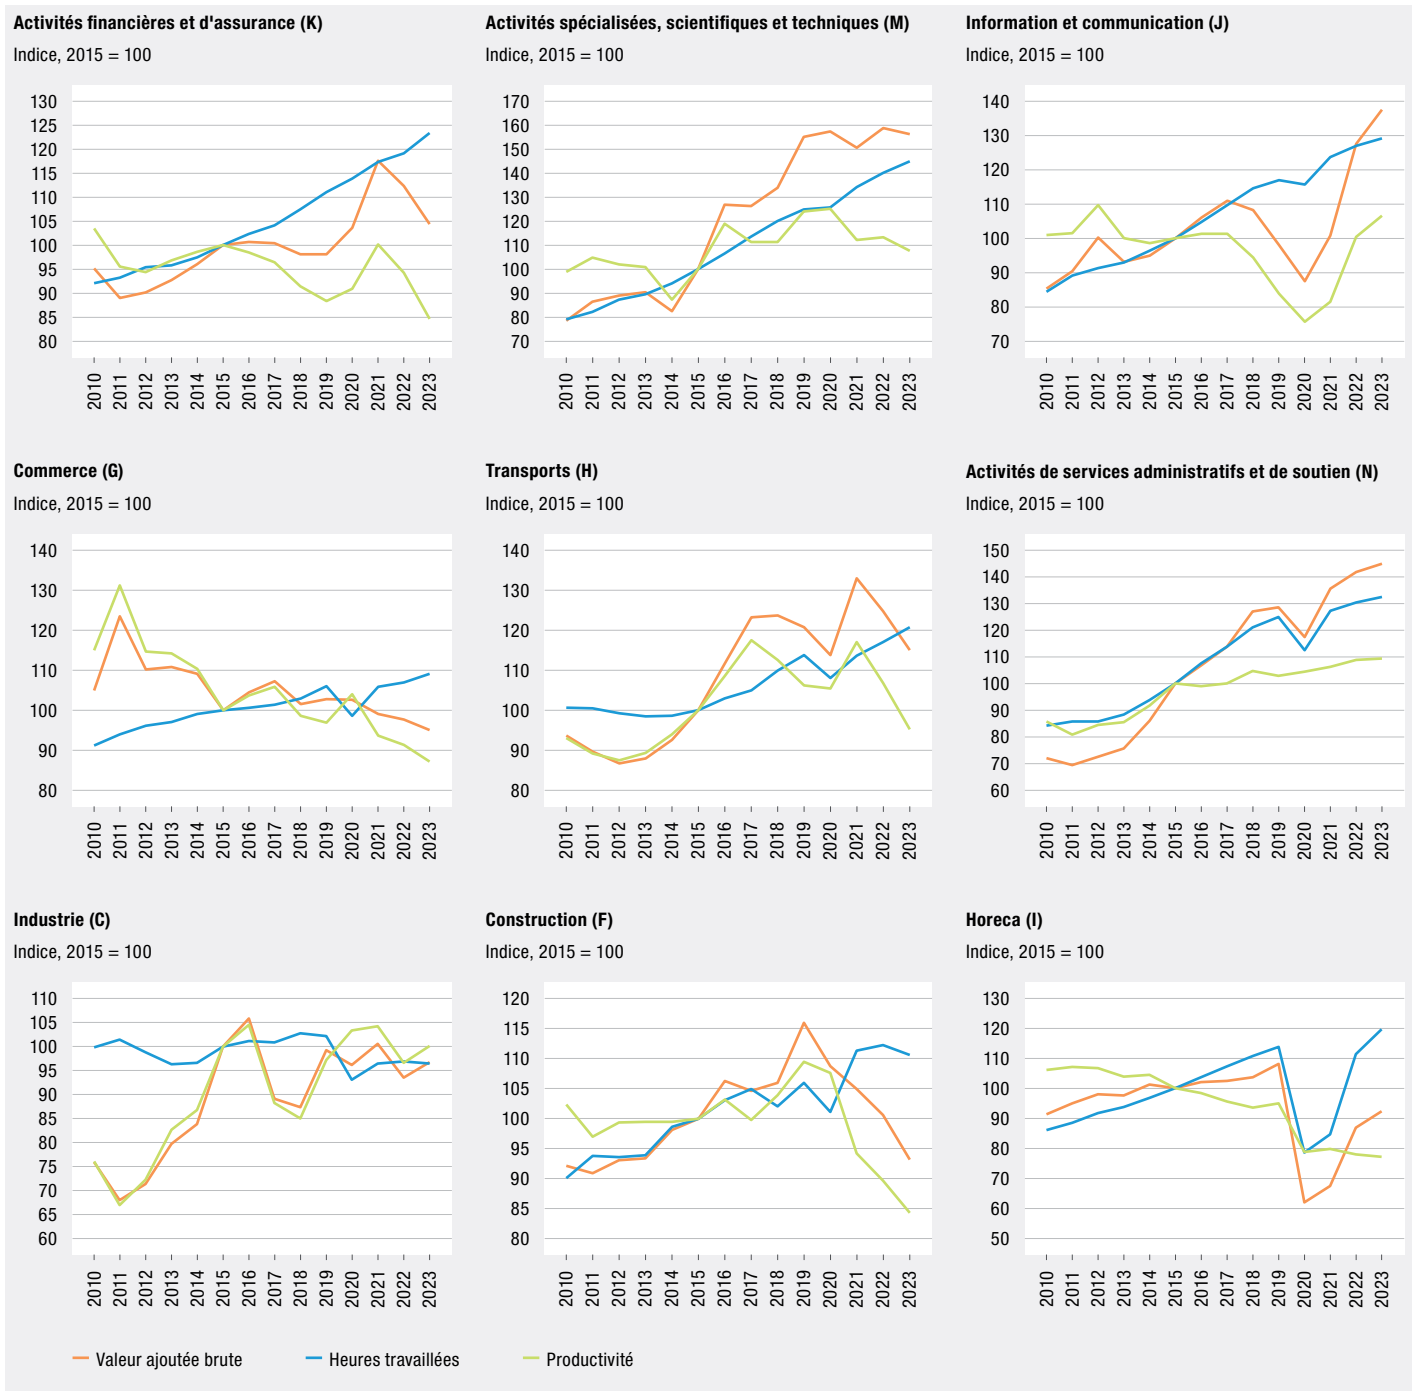 Activités financières et d'assurance (K)
Indice, 2015 = 100
130
125
120
115
110
105
100
95
90
85
80
2010 2011 2012 2013 2014 2015 2016 2017 2018 2019 2020 2021 2022 2023
Activités spécialisées, scientifiques et techniques (M)
Indice, 2015 = 100
170
160
150
140
130
120
110
100
90
80
70
2010 2011 2012 2013 2014 2015 2016 2017 2018 2019 2020 2021 2022 2023
Information et communication (J)
Indice, 2015 = 100
140
130
120
110
100
90
80
70
2010 2011 2012 2013 2014 2015 2016 2017 2018 2019 2020 2021 2022 2023
Commerce (G)
Indice, 2015 = 100
140
130
120
110
100
90
80
2010 2011 2012 2013 2014 2015 2016 2017 2018 2019 2020 2021 2022 2023
Transports (H)
Indice, 2015 = 100
140
130
120
110
100
90
80
2010 2011 2012 2013 2014 2015 2016 2017 2018 2019 2020 2021 2022 2023
Activités de services administratifs et de soutien (N)
Indice, 2015 = 100
150
140
130
120
110
100
90
80
70
60
2010 2011 2012 2013 2014 2015 2016 2017 2018 2019 2020 2021 2022 2023
Industrie (C)
Indice, 2015 = 100
110
105
100
95
90
85
80
75
70
65
60
2010 2011 2012 2013 2014 2015 2016 2017 2018 2019 2020 2021 2022 2023
Construction (F)
Indice, 2015 = 100
120
115
110
105
100
95
90
85
80
2010 2011 2012 2013 2014 2015 2016 2017 2018 2019 2020 2021 2022 2023
Horeca (I)
Indice, 2015 = 100
130
120
110
100
90
80
70
60
50
2010 2011 2012 2013 2014 2015 2016 2017 2018 2019 2020 2021 2022 2023
Valeur ajoutée brute Heures travaillées Productivité